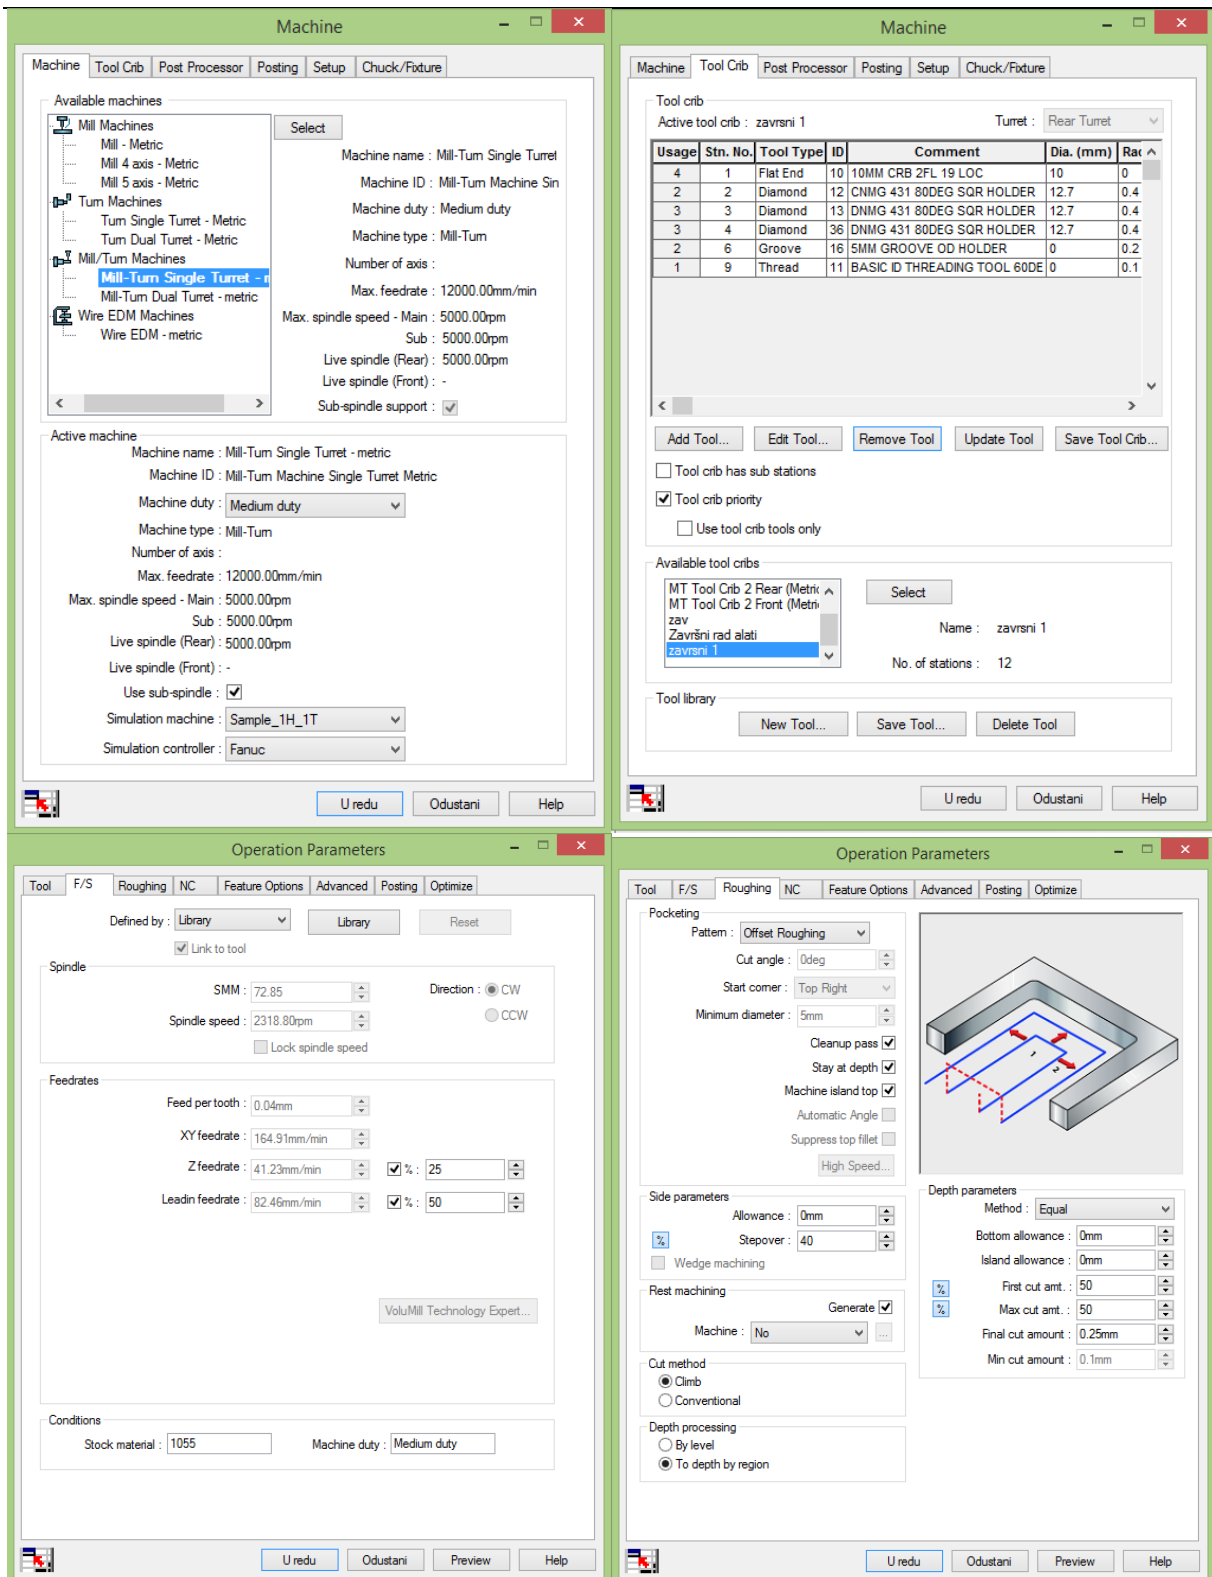 Machine
Machine Tool Crib Post Processor Posting Setup Chuck/Fixture
Available machines
Mill Machines
Mill - Metric
Mill 4 axis - Metric
Mill 5 axis - Metric
Turn Machines
Turn Single Turret - Metric
Turn Dual Turret - Metric
Mill/Turn Machines
Mill-Turn Single Turret -
Mill-Turn Dual Turret - metric
Wire EDM Machines
Wire EDM - metric
Select
Machine name : Mill-Turn Single Turret
Machine ID : Mill-Turn Machine Sin
Machine duty : Medium duty
Machine type : Mill-Turn
Number of axis :
Max. feedrate : 12000.00mm/min
Max. spindle speed - Main : 5000.00rpm
Sub : 5000.00rpm
Live spindle (Rear) : 5000.00rpm
Live spindle (Front) : -
Sub-spindle support :
Active machine
Machine name : Mill-Turn Single Turret - metric
Machine ID : Mill-Turn Machine Single Turret Metric
Machine duty : Medium duty
Machine type : Mill-Turn
Number of axis :
Max. feedrate : 12000.00mm/min
Max. spindle speed - Main : 5000.00rpm
Sub : 5000.00rpm
Live spindle (Rear) : 5000.00rpm
Live spindle (Front) : -
Use sub-spindle :
Simulation machine : Sample_1H_1T
Simulation controller : Fanuc
U redu Odustani Help
Machine
Machine Tool Crib Post Processor Posting Setup Chuck/Fixture
Tool crib
Active tool crib : zavrsni 1 Turret : Rear Turret
Usage Stn. No. Tool Type ID Comment Dia. (mm) Rac
4 1 Flat End 10 10MM CRB 2FL 19 LOC 10 0
2 2 Diamond 12 CNMG 431 80DEG SQR HOLDER 12.7 0.4
3 3 Diamond 13 DNMG 431 80DEG SQR HOLDER 12.7 0.4
3 4 Diamond 36 DNMG 431 80DEG SQR HOLDER 12.7 0.4
2 6 Groove 16 5MM GROOVE OD HOLDER 0 0.2
1 9 Thread 11 BASIC ID THREADING TOOL 60DE 0 0.1
Add Tool... Edit Tool... Remove Tool Update Tool Save Tool Crib...
Tool crib has sub stations
Tool crib priority
Use tool crib tools only
Available tool cribs
MT Tool Crib 2 Rear (Metric
MT Tool Crib 2 Front (Metri
zav
Završni rad alati
zavrsni 1
Select
Name : zavrsni 1
No. of stations : 12
Tool library
New Tool... Save Tool... Delete Tool
U redu Odustani Help
Operation Parameters
Tool F/S Roughing NC Feature Options Advanced Posting Optimize
Defined by : Library Library Reset
Link to tool
Spindle
SMM : 72.85 Direction : CW
Spindle speed : 2318.80rpm CCW
Lock spindle speed
Feedrates
Feed per tooth : 0.04mm
XY feedrate : 164.91mm/min
Z feedrate : 41.23mm/min % : 25
Leadin feedrate : 82.46mm/min % : 50
VoluMill Technology Expert...
Conditions
Stock material : 1055 Machine duty : Medium duty
U redu Odustani Preview Help
Operation Parameters
Tool F/S Roughing NC Feature Options Advanced Posting Optimize
Pocketing
Pattern : Offset Roughing
Cut angle : 0deg
Start corner : Top Right
Minimum diameter : 5mm
Cleanup pass
Stay at depth
Machine island top
Automatic Angle
Suppress top fillet
High Speed...
1
2
Side parameters
Allowance : 0mm
% Stepover : 40
Wedge machining
Rest machining
Generate
Machine : No ...
Cut method
Climb
Conventional
Depth processing
By level
To depth by region
Depth parameters
Method : Equal
Bottom allowance : 0mm
Island allowance : 0mm
% First cut amt. : 50
% Max cut amt. : 50
Final cut amount : 0.25mm
Min cut amount : 0.1mm
U redu Odustani Preview Help